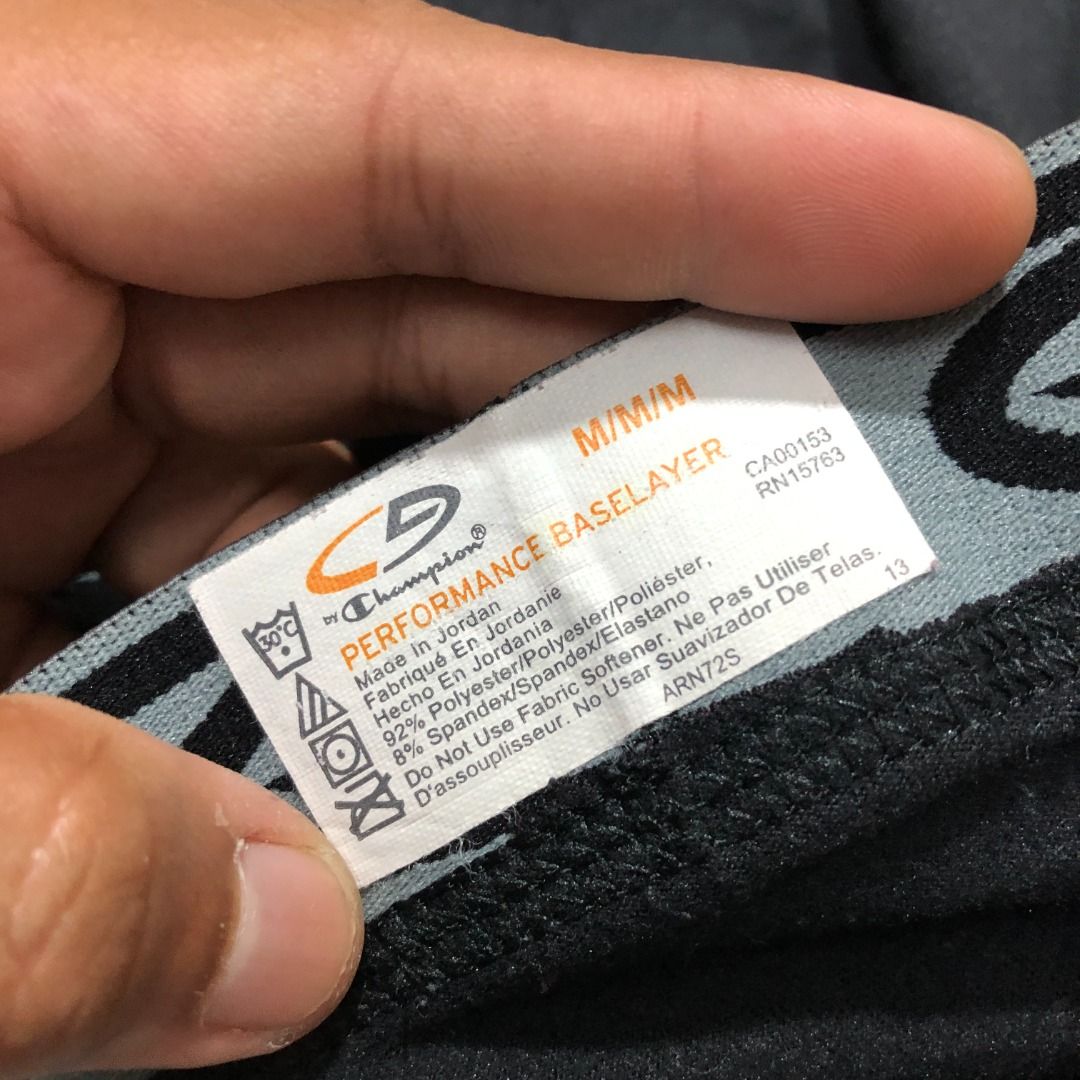 M/M/M
C9
by Champion®
PERFORMANCE BASELAYER
CA00153
RN15763
Made in Jordan
Fabriqué En Jordanie
Hecho En Jordania
92% Polyester/Polyester/Poliéster,
8% Spandex/Spandex/Elastano
Do Not Use Fabric Softener. Ne Pas Utiliser
D'assouplisseur. No Usar Suavizador De Telas.
ARN72S
13
30°C